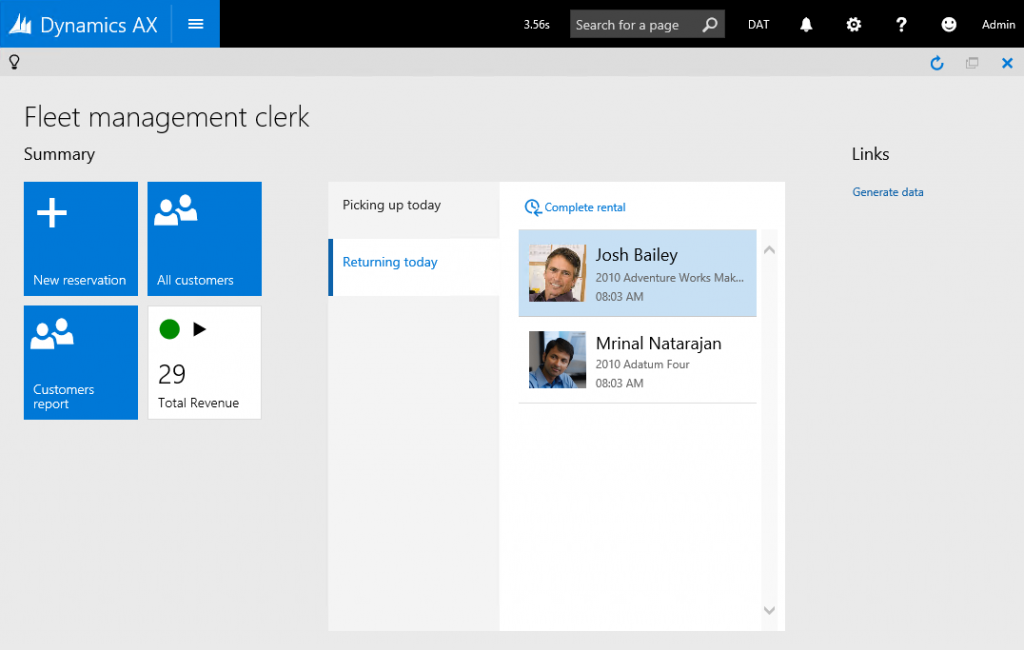 Dynamics AX
3.56s
Search for a page
DAT
?
Admin
Fleet management clerk
Summary
Links
New reservation
All customers
Customers
report
29
Total Revenue
Picking up today
Returning today
Complete rental
Josh Bailey
2010 Adventure Works Mak...
08:03 AM
Mrinal Natarajan
2010 Adatum Four
08:03 AM
Generate data